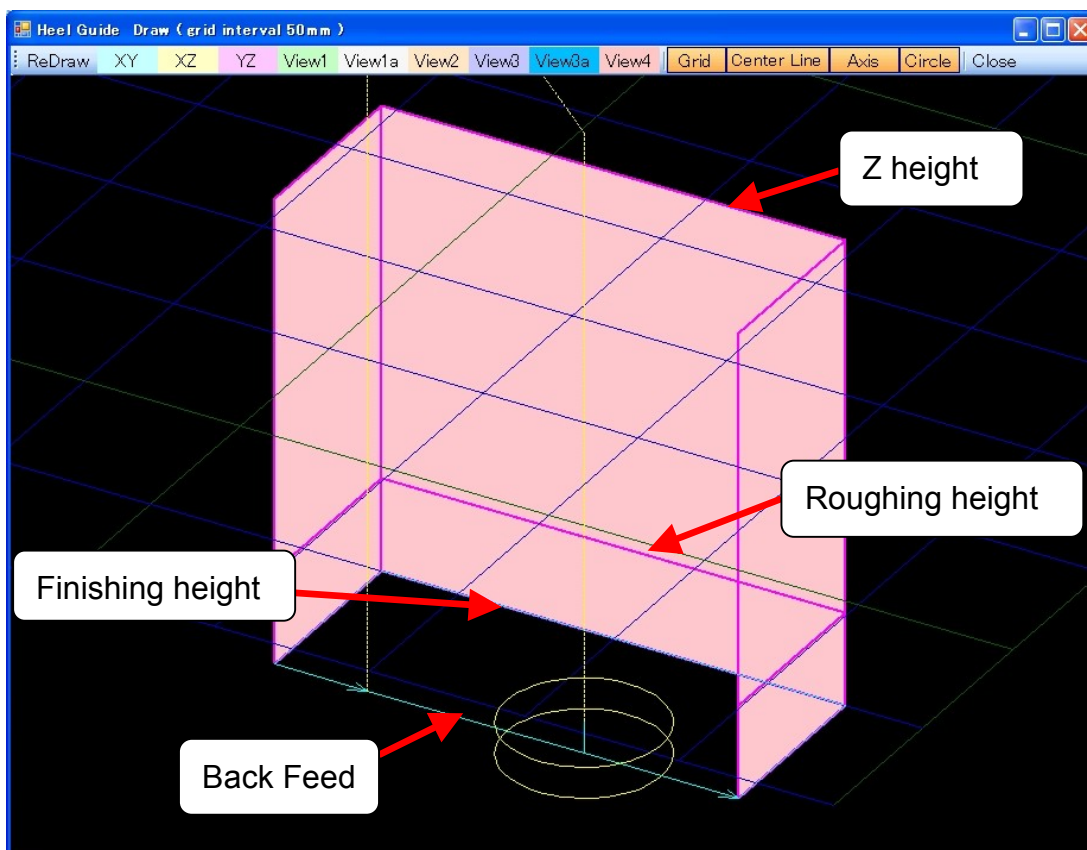 Heel Guide Draw ( grid interval 50mm )
ReDraw XY XZ YZ View1 View1a View2 View3 View3a View4 Grid Center Line Axis Circle Close
Z height
Roughing height
Finishing height
Back Feed